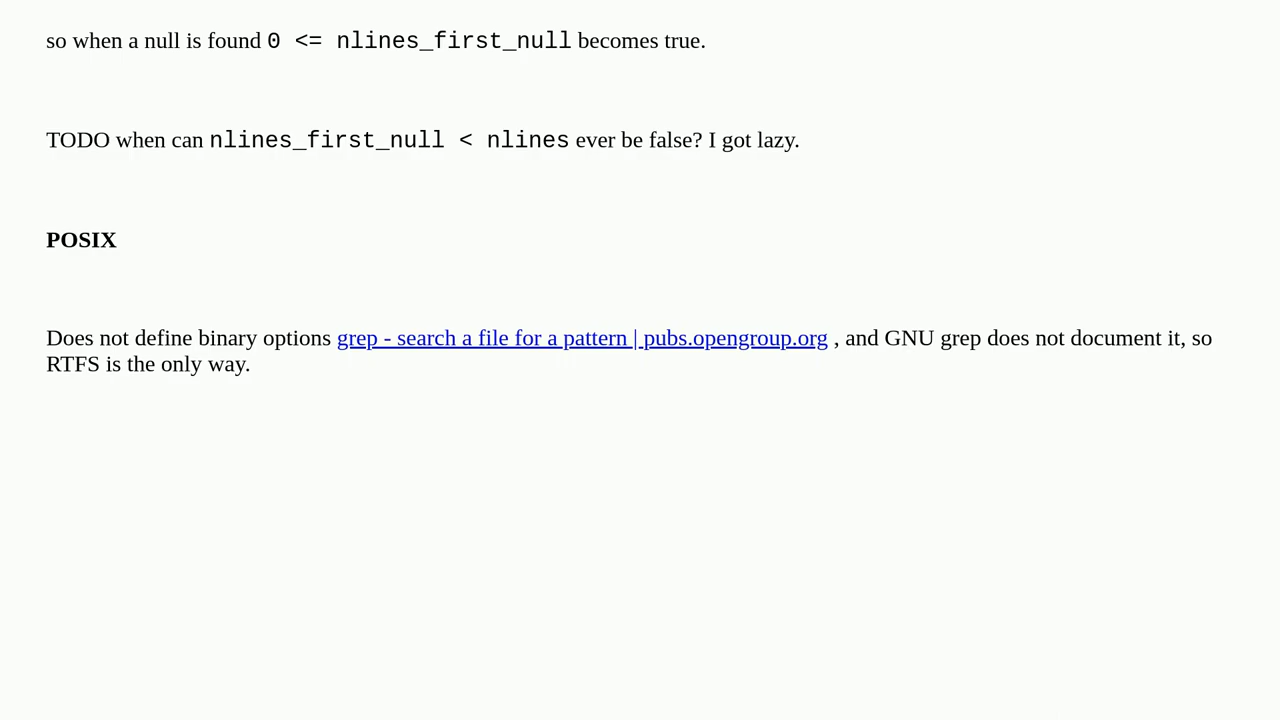 so when a null is found 0 <= nlines_first_null becomes true.
TODO when can nlines_first_null < nlines ever be false? I got lazy.
POSIX
Does not define binary options grep - search a file for a pattern | pubs.opengroup.org , and GNU grep does not document it, so
RTFS is the only way.